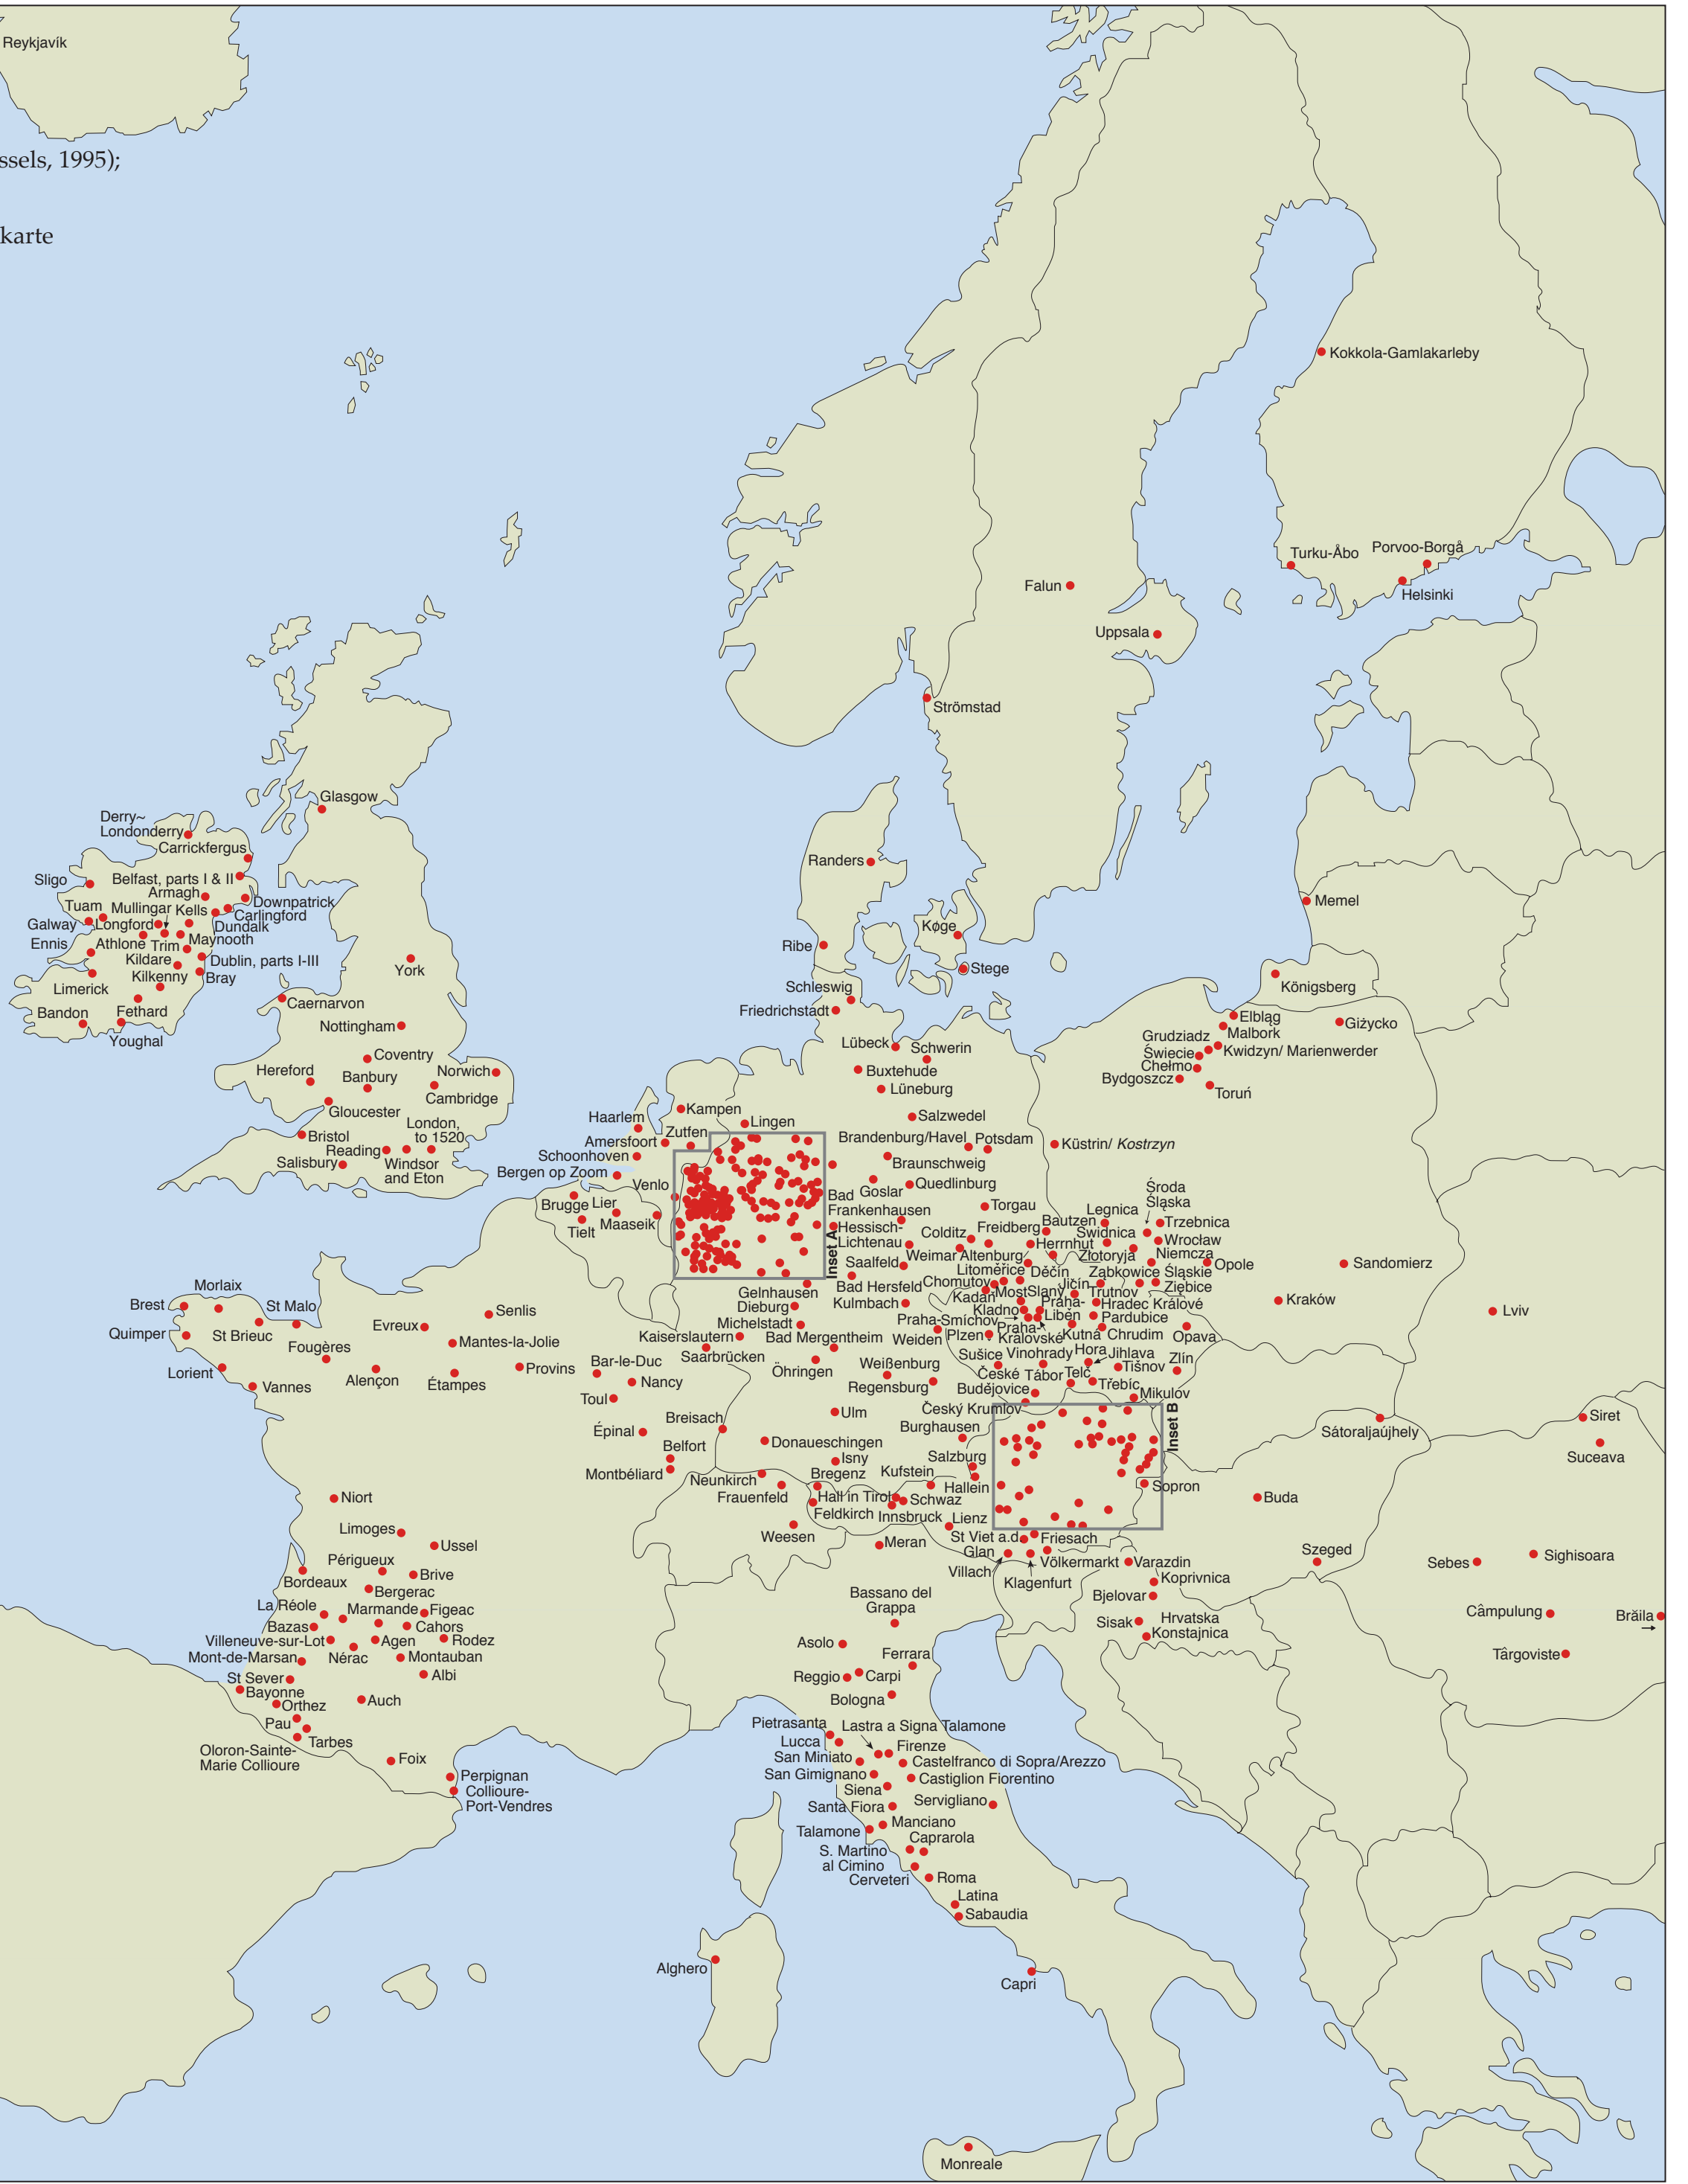 Reykjavík
ssels, 1995);
karte
Kokkola-Gamlakarleby
Turku-Åbo
Porvoo-Borgå
Helsinki
Falun
Uppsala
Strömstad
Glasgow
Derry~
Londonderry
Carrickfergus
Sligo
Belfast, parts I & II
Armagh
Downpatrick
Tuam
Mullingar
Kells
Carlingford
Galway
Longford
Dundalk
Ennis
Athlone
Trim
Maynooth
Kildare
Dublin, parts I-III
Kilkenny
Bray
Limerick
Fethard
Bandon
Youghal
York
Caernarvon
Nottingham
Coventry
Hereford
Banbury
Norwich
Cambridge
Gloucester
London,
to 1520
Bristol
Reading
Salisbury
Windsor
and Eton
Randers
Køge
Ribe
Stege
Schleswig
Friedrichstadt
Lübeck
Schwerin
Buxtehude
Lüneburg
Memel
Königsberg
Elbląg
Giżycko
Malbork
Grudziadz
Kwidzyn/ Marienwerder
Świecie
Chełmo
Bydgoszcz
Toruń
Haarlem
Kampen
Lingen
Salzwedel
Zutfen
Amersfoort
Schoonhoven
Bergen op Zoom
Venlo
Brugge
Lier
Tielt
Maaseik
Inset A
Brandenburg/Havel
Potsdam
Küstrin/ Kostrzyn
Braunschweig
Goslar
Quedlinburg
Bad
Frankenhausen
Torgau
Hessisch-
Lichtenau
Colditz
Freidberg
Bautzen
Legnica
Środa
Śląska
Trzebnica
Swidnica
Wrocław
Herrnhut
Weimar
Altenburg
Złotoryja
Niemcza
Opole
Saalfeld
Litoměřice
Děčín
Ząbkowice
Śląskie
Ziębice
Bad Hersfeld
Chomutov
Most
Slany
Jičín
Trutnov
Gelnhausen
Kadan
Praha-
Liběn
Hradec Králové
Dieburg
Kulmbach
Kladno
Pardubice
Michelstadt
Praha-Smíchov
Praha-
Královské
Vinohrady
Kutná
Hora
Chrudim
Opava
Kaiserslautern
Bad Mergentheim
Weiden
Plzen
Saarbrücken
Öhringen
Weißenburg
Sušice
Jihlava
Tišnov
Zlín
Regensburg
České
Budějovice
Tábor
Telč
Třebíc
Mikulov
Český Krumlov
Inset B
Sandomierz
Kraków
Lviv
Sátoraljaújhely
Siret
Suceava
Morlaix
Brest
St Malo
Quimper
St Brieuc
Senlis
Evreux
Mantes-la-Jolie
Fougères
Lorient
Vannes
Alençon
Étampes
Provins
Bar-le-Duc
Nancy
Toul
Épinal
Breisach
Belfort
Montbéliard
Donaueschingen
Ulm
Isny
Burghausen
Salzburg
Neunkirch
Bregenz
Kufstein
Hallein
Sopron
Buda
Frauenfeld
Hall in Tirol
Schwaz
Feldkirch
Innsbruck
Lienz
Weesen
Meran
St Viet a.d.
Glan
Friesach
Villach
Völkermarkt
Klagenfurt
Varazdin
Koprivnica
Bjelovar
Sisak
Hrvatska
Konstajnica
Szeged
Sebes
Sighisoara
Câmpulung
Brăila
Târgoviste
Niort
Limoges
Ussel
Périgueux
Brive
Bordeaux
Bergerac
La Réole
Marmande
Figeac
Bazas
Cahors
Villeneuve-sur-Lot
Agen
Rodez
Mont-de-Marsan
Nérac
Montauban
St Sever
Albi
Bayonne
Auch
Orthez
Pau
Tarbes
Oloron-Sainte-
Marie Collioure
Foix
Perpignan
Collioure-
Port-Vendres
Bassano del
Grappa
Asolo
Ferrara
Reggio
Carpi
Bologna
Pietrasanta
Lastra a Signa Talamone
Lucca
Firenze
San Miniato
Castelfranco di Sopra/Arezzo
San Gimignano
Castiglion Fiorentino
Siena
Servigliano
Santa Fiora
Manciano
Talamone
Caprarola
S. Martino
al Cimino
Cerveteri
Roma
Latina
Sabaudia
Alghero
Capri
Monreale